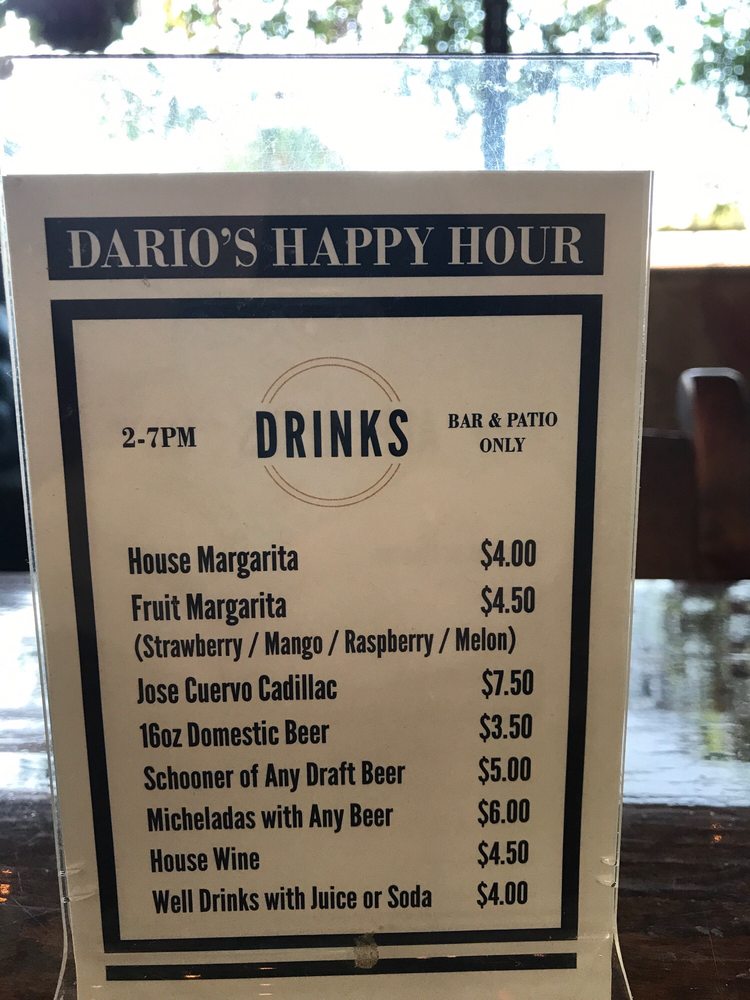 DARIO'S HAPPY HOUR
2-7PM
DRINKS
BAR & PATIO
ONLY
House Margarita $4.00
Fruit Margarita $4.50
(Strawberry / Mango / Raspberry / Melon)
Jose Cuervo Cadillac $7.50
16oz Domestic Beer $3.50
Schooner of Any Draft Beer $5.00
Micheladas with Any Beer $6.00
House Wine $4.50
Well Drinks with Juice or Soda $4.00